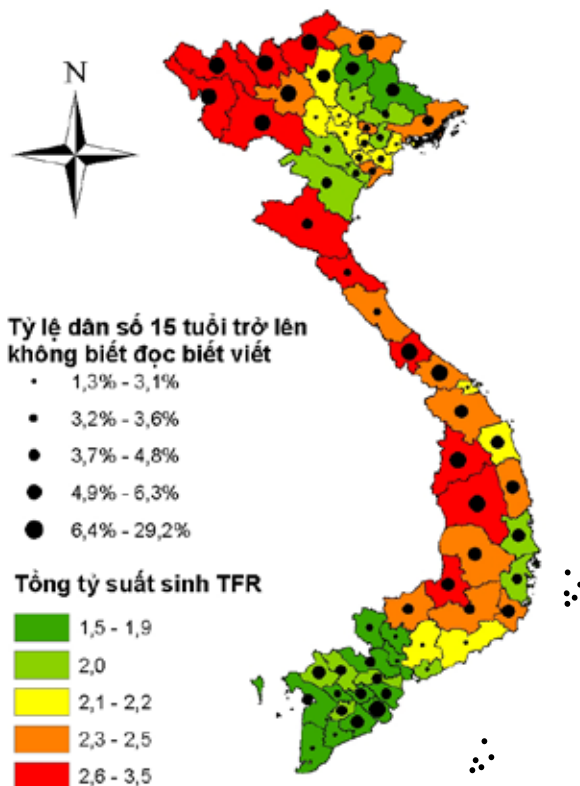 N
Tỷ lệ dân số 15 tuổi trở lên
không biết đọc biết viết
1,3% - 3,1%
3,2% - 3,6%
3,7% - 4,8%
4,9% - 6,3%
6,4% - 29,2%
Tổng tỷ suất sinh TFR
1,5 - 1,9
2,0
2,1 - 2,2
2,3 - 2,5
2,6 - 3,5